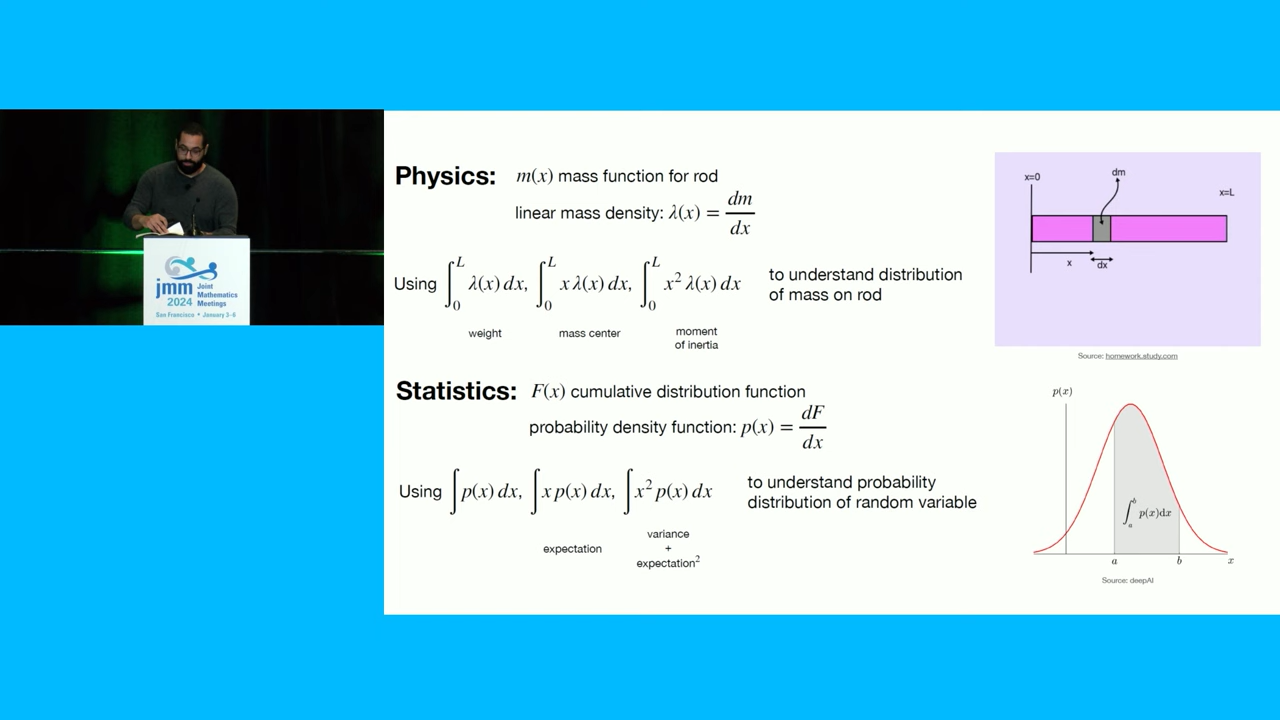 jmm
2024
Joint
Mathematics
Meetings
San Francisco • January 3-6
Physics: m(x) mass function for rod
linear mass density: λ(x) = dm/dx
Using ∫₀ᴸ λ(x) dx, ∫₀ᴸ x λ(x) dx, ∫₀ᴸ x² λ(x) dx
to understand distribution
of mass on rod
weight
mass center
moment
of inertia
x=0
dm
x=L
x
dx
Source: homework.study.com
Statistics: F(x) cumulative distribution function
probability density function: p(x) = dF/dx
Using ∫ p(x) dx, ∫ x p(x) dx, ∫ x² p(x) dx
to understand probability
distribution of random variable
expectation
variance
+
expectation²
p(x)
∫ₐᵇ p(x)dx
a
b
x
Source: deepAI